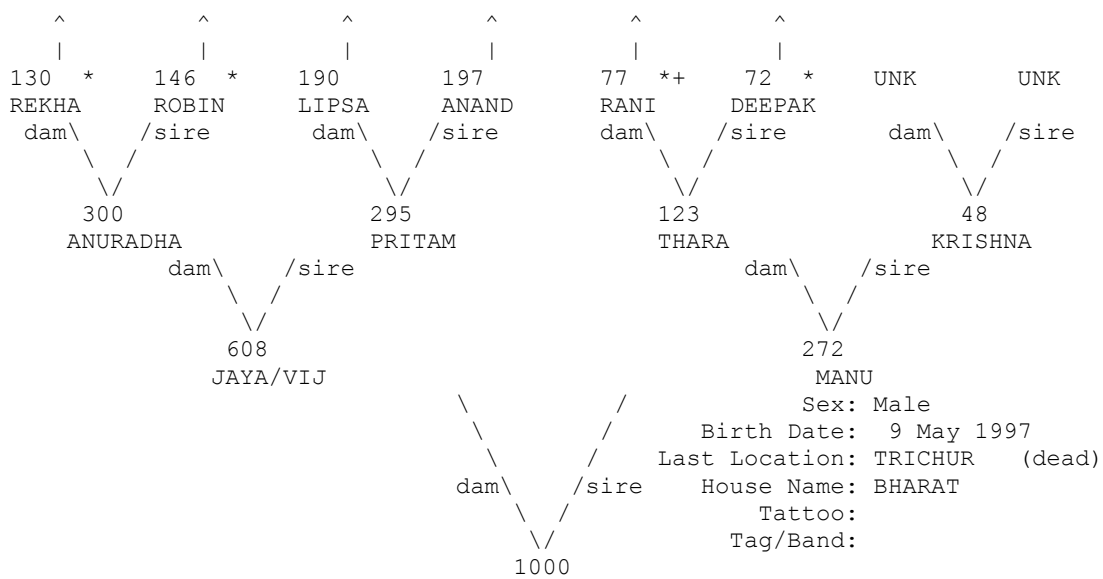 ^ ^ ^ ^ ^ ^
| | | | | |
130 * 146 * 190 197 77 *+ 72 * UNK UNK
REKHA ROBIN LIPSA ANAND RANI DEEPAK
dam\ /sire dam\ /sire dam\ /sire dam\ /sire
\ / \ / \ / \ /
\/ \/ \/ \/
300 295 123 48
ANURADHA PRITAM THARA KRISHNA
dam\ /sire dam\ /sire
\ / \ /
\/ \/
608 272
JAYA/VIJ MANU
\ / Sex: Male
\ / Birth Date: 9 May 1997
\ / Last Location: TRICHUR (dead)
dam\ /sire House Name: BHARAT
\ / Tattoo:
\/ Tag/Band:
1000